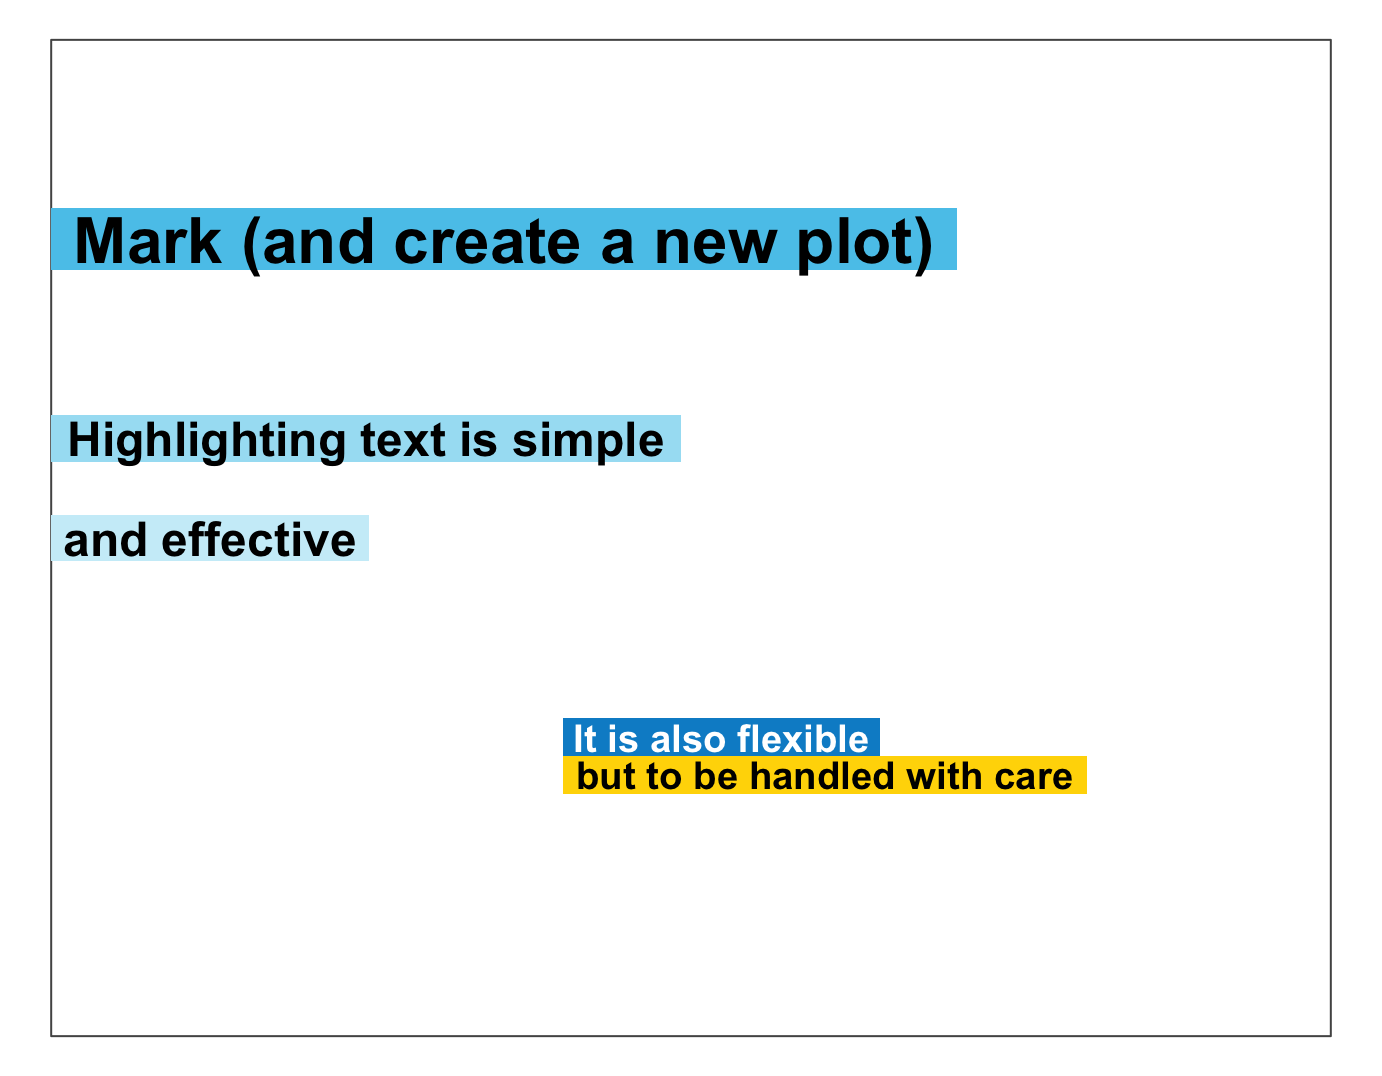 Mark (and create a new plot)
Highlighting text is simple
and effective
It is also flexible
but to be handled with care